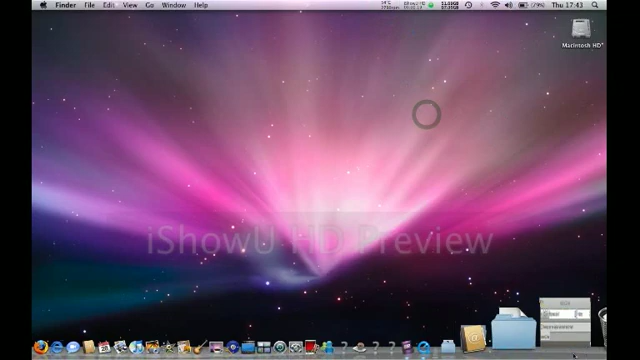 Finder File Edit View Go Window Help
Thu 17:43
Macintosh HD
iShowU HD Preview